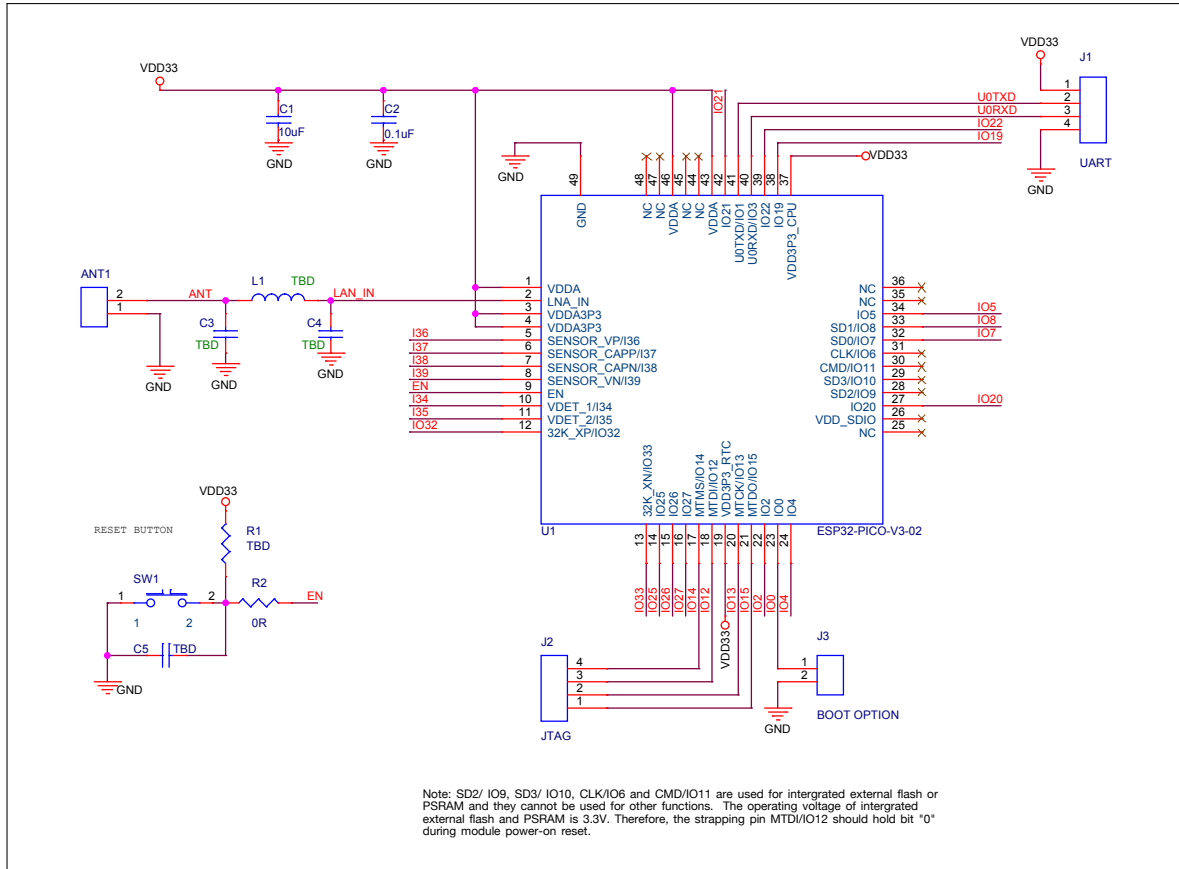 VDD33
C1
10uF
GND
C2
0.1uF
GND
GND
IO21
U0TXD
U0RXD
IO22
IO19
VDD33
VDD33
J1
1
2
3
4
UART
GND
49
48
47
46
45
44
43
42
41
40
39
38
37
GND
NC
NC
VDDA
NC
NC
VDDA
IO21
U0TXD/IO1
U0RXD/IO3
IO22
IO19
VDD3P3_CPU
ANT1
2
1
ANT
L1
TBD
LAN_IN
C3
TBD
GND
C4
TBD
GND
GND
1 VDDA
2 LNA_IN
3 VDDA3P3
4 VDDA3P3
I36 5 SENSOR_VP/I36
I37 6 SENSOR_CAPP/I37
I38 7 SENSOR_CAPN/I38
I39 8 SENSOR_VN/I39
EN 9 EN
I34 10 VDET_1/I34
I35 11 VDET_2/I35
IO32 12 32K_XP/IO32
NC 36
NC 35
IO5 34 IO5
SD1/IO8 33 IO8
SD0/IO7 32 IO7
CLK/IO6 31
CMD/IO11 30
SD3/IO10 29
SD2/IO9 28
IO20 27 IO20
VDD_SDIO 26
NC 25
32K_XN/IO33
IO25
IO26
IO27
MTMS/IO14
MTDI/IO12
VDD3P3_RTC
MTCK/IO13
MTDO/IO15
IO2
IO0
IO4
U1
ESP32-PICO-V3-02
13
14
15
16
17
18
19
20
21
22
23
24
IO33
IO25
IO26
IO27
IO14
IO12
VDD33
IO13
IO15
IO2
IO0
IO4
VDD33
RESET BUTTON
R1
TBD
SW1
1
2
1
2
R2
0R
EN
C5
TBD
GND
J2
4
3
2
1
JTAG
J3
1
2
BOOT OPTION
GND
Note: SD2/ IO9, SD3/ IO10, CLK/IO6 and CMD/IO11 are used for intergrated external flash or
PSRAM and they cannot be used for other functions. The operating voltage of intergrated
external flash and PSRAM is 3.3V. Therefore, the strapping pin MTDI/IO12 should hold bit "0"
during module power-on reset.